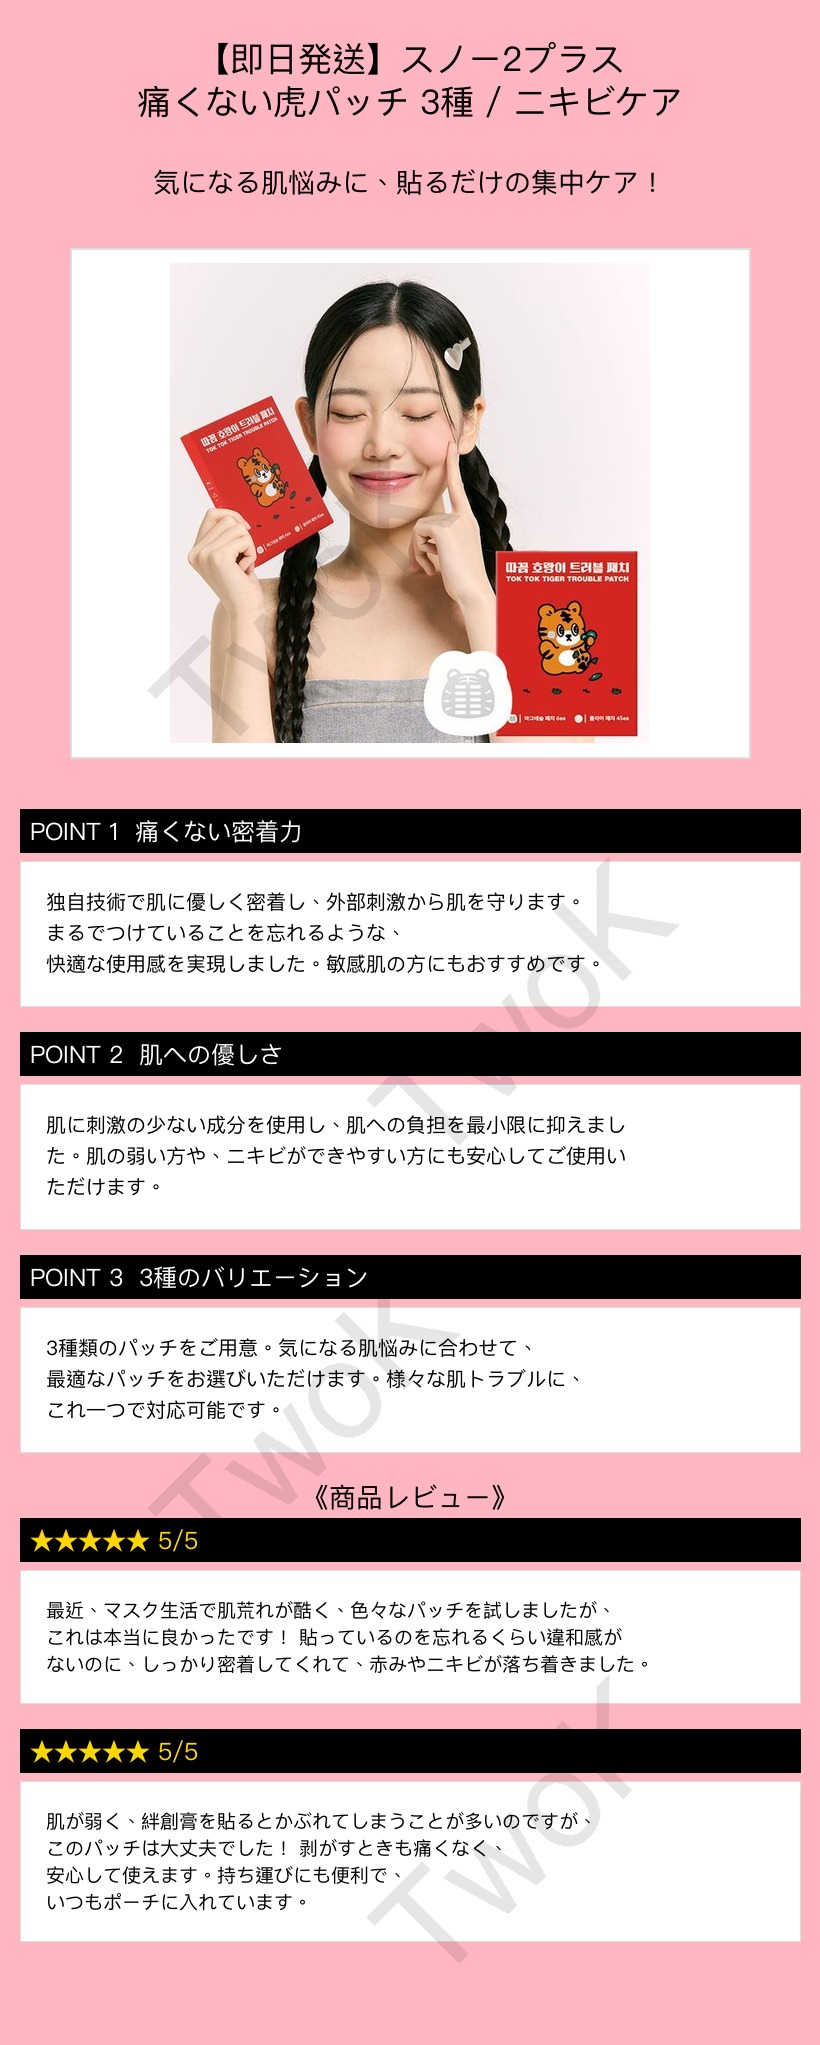 【即日発送】スノー2プラス
痛くない虎パッチ 3種 / ニキビケア
気になる肌悩みに、貼るだけの集中ケア！
따끔 호랑이 트러블 패치
TOK TOK TIGER TROUBLE PATCH
마그네슘 패치 6ea
클리어 패치 45ea
따끔 호랑이 트러블 패치
TOK TOK TIGER TROUBLE PATCH
마그네슘 패치 6ea
클리어 패치 45ea
TwoK
POINT 1 痛くない密着力
独自技術で肌に優しく密着し、外部刺激から肌を守ります。
まるでつけていることを忘れるような、
快適な使用感を実現しました。敏感肌の方にもおすすめです。
TwoK
POINT 2 肌への優しさ
肌に刺激の少ない成分を使用し、肌への負担を最小限に抑えまし
た。肌の弱い方や、ニキビができやすい方にも安心してご使用い
ただけます。
POINT 3 3種のバリエーション
3種類のパッチをご用意。気になる肌悩みに合わせて、
最適なパッチをお選びいただけます。様々な肌トラブルに、
これ一つで対応可能です。
TwoK
《商品レビュー》
★★★★★ 5/5
最近、マスク生活で肌荒れが酷く、色々なパッチを試しましたが、
これは本当に良かったです！ 貼っているのを忘れるくらい違和感が
ないのに、しっかり密着してくれて、赤みやニキビが落ち着きました。
★★★★★ 5/5
肌が弱く、絆創膏を貼るとかぶれてしまうことが多いのですが、
このパッチは大丈夫でした！ 剥がすときも痛くなく、
安心して使えます。持ち運びにも便利で、
いつもポーチに入れています。
TwoK